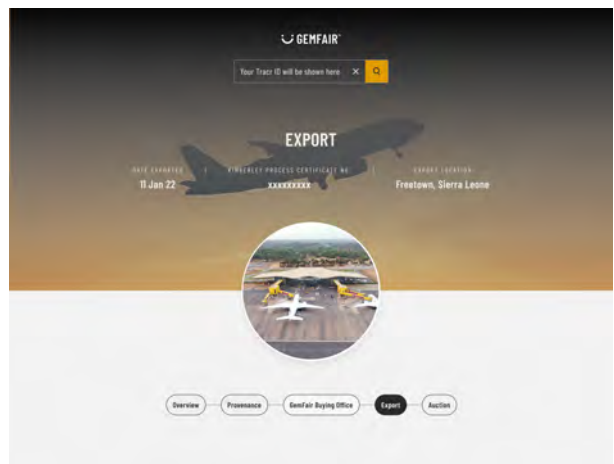 GEMFAIR
Your Tracr ID will be shown here
EXPORT
DATE EXPORTED
KIMBERLEY PROCESS CERTIFICATE NO.
EXPORT LOCATION
11 Jan 22
xxxxxxxxx
Freetown, Sierra Leone
Overview
Provenance
GemFair Buying Office
Export
Auction